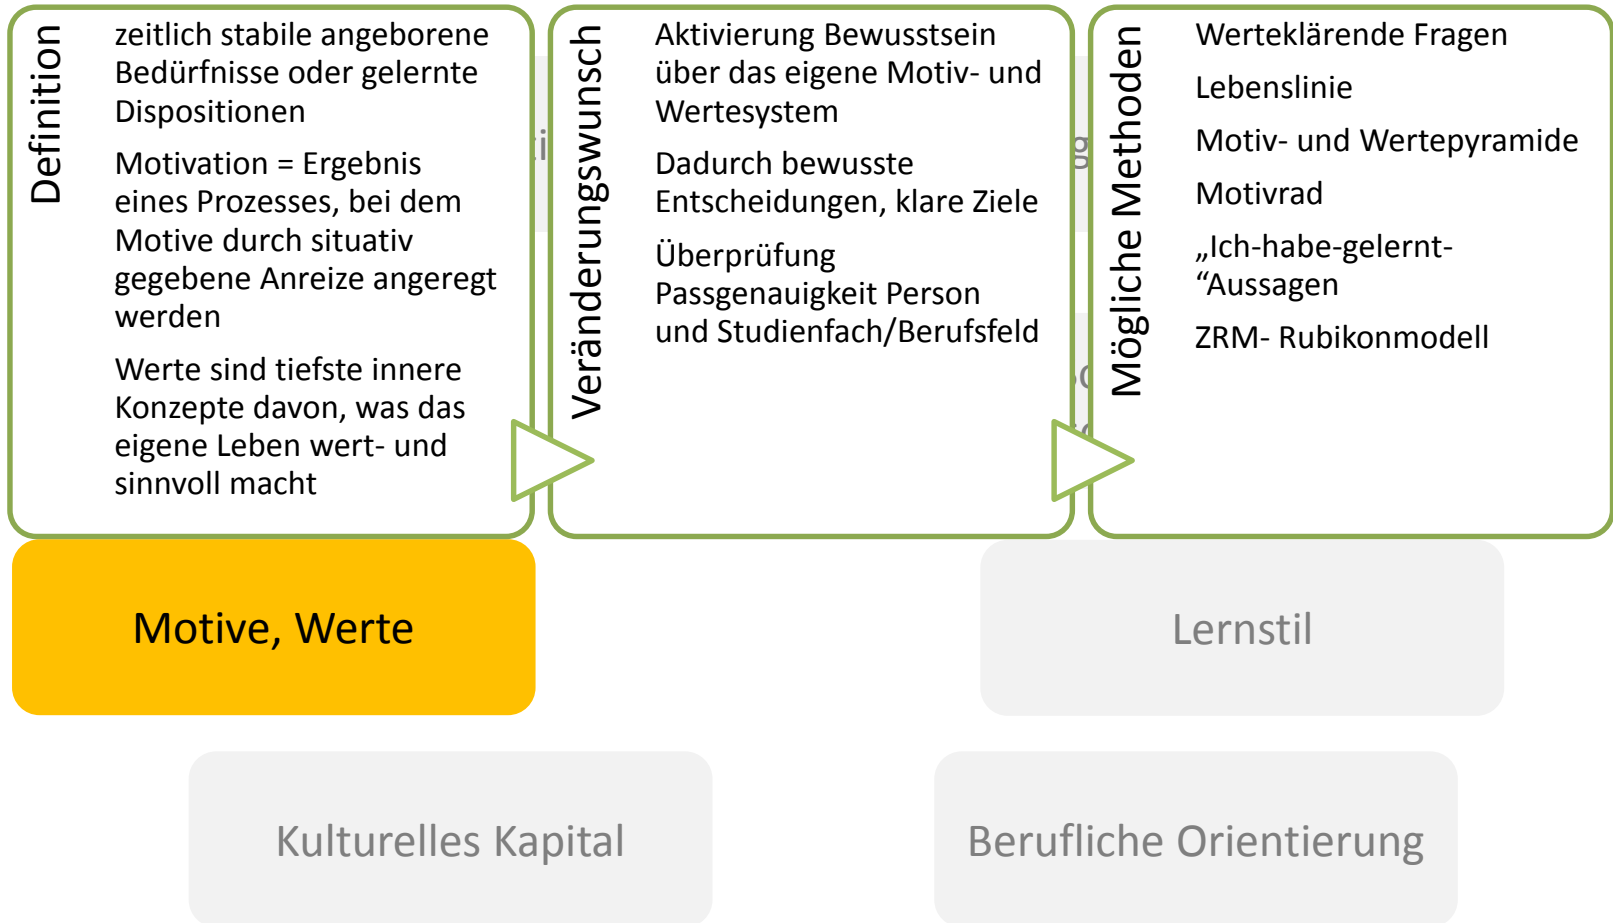 Definition
zeitlich stabile angeborene
Bedürfnisse oder gelernte
Dispositionen
Motivation = Ergebnis
eines Prozesses, bei dem
Motive durch situativ
gegebene Anreize angeregt
werden
Werte sind tiefste innere
Konzepte davon, was das
eigene Leben wert- und
sinnvoll macht
Veränderungswunsch
Aktivierung Bewusstsein
über das eigene Motiv- und
Wertesystem
Dadurch bewusste
Entscheidungen, klare Ziele
Überprüfung
Passgenauigkeit Person
und Studienfach/Berufsfeld
Mögliche Methoden
Werteklärende Fragen
Lebenslinie
Motiv- und Wertepyramide
Motivrad
„Ich-habe-gelernt-
“Aussagen
ZRM- Rubikonmodell
Motive, Werte
Lernstil
Kulturelles Kapital
Berufliche Orientierung